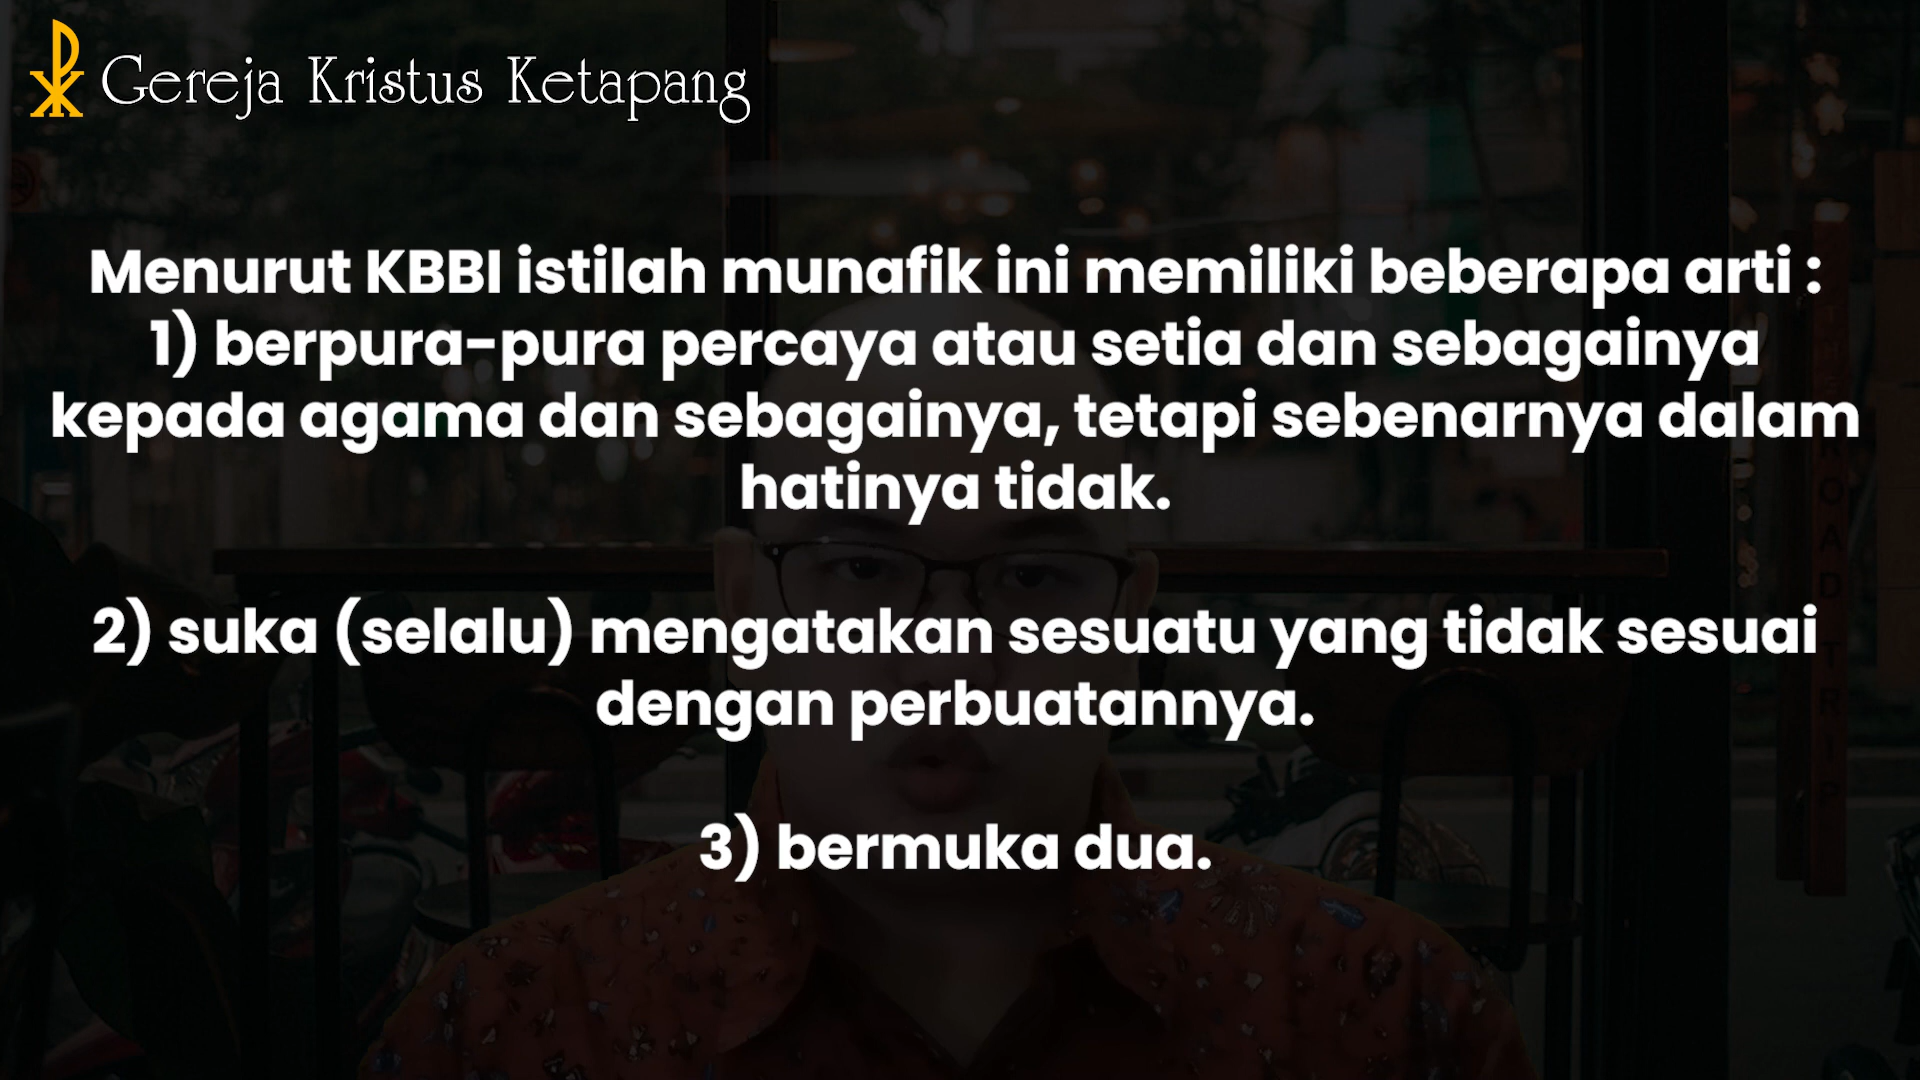 Gereja Kristus Ketapang
Menurut KBBI istilah munafik ini memiliki beberapa arti :
1) berpura-pura percaya atau setia dan sebagainya
kepada agama dan sebagainya, tetapi sebenarnya dalam
hatinya tidak.
2) suka (selalu) mengatakan sesuatu yang tidak sesuai
dengan perbuatannya.
3) bermuka dua.